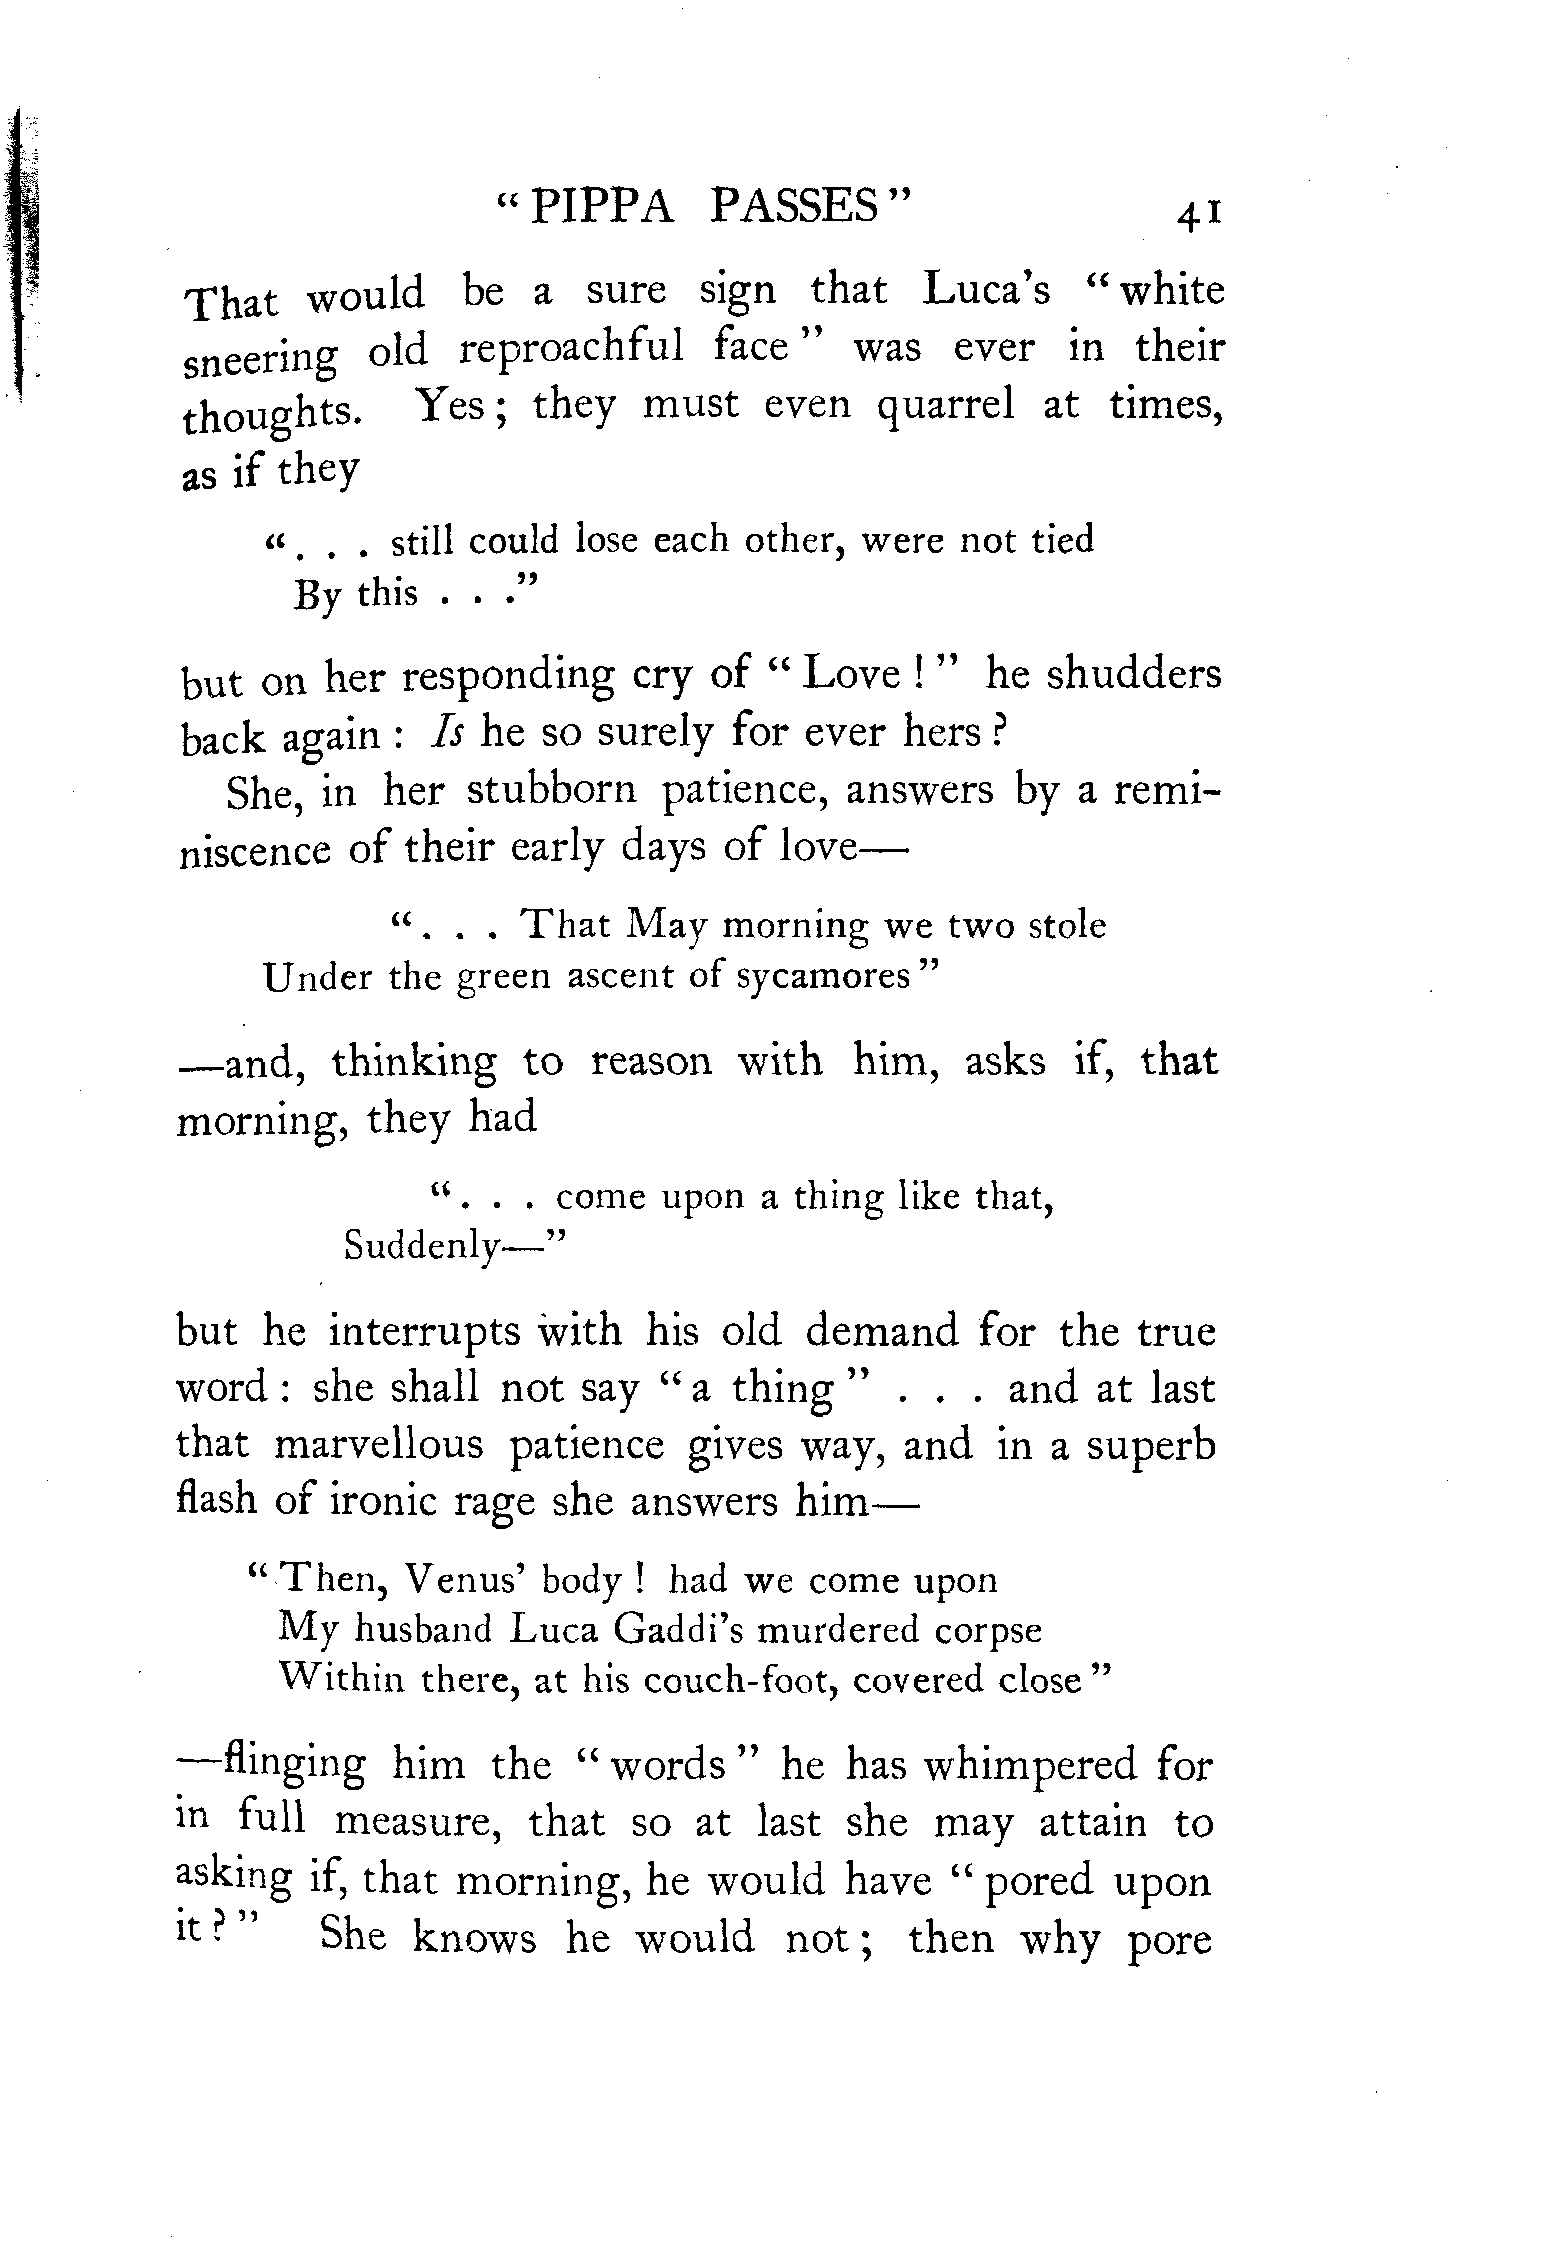 “PIPPA PASSES” 41
That would be a sure sign that Luca’s “white
sneering old reproachful face” was ever in their
thoughts. Yes; they must even quarrel at times,
as if they
“. . . still could lose each other, were not tied
By this . . .”
but on her responding cry of “Love!” he shudders
back again: Is he so surely for ever hers?
She, in her stubborn patience, answers by a remi-
niscence of their early days of love—
“. . . That May morning we two stole
Under the green ascent of sycamores”
—and, thinking to reason with him, asks if, that
morning, they had
“. . . come upon a thing like that,
Suddenly—”
but he interrupts with his old demand for the true
word: she shall not say “a thing” . . . and at last
that marvellous patience gives way, and in a superb
flash of ironic rage she answers him—
“Then, Venus’ body! had we come upon
My husband Luca Gaddi’s murdered corpse
Within there, at his couch-foot, covered close”
—flinging him the “words” he has whimpered for
in full measure, that so at last she may attain to
asking if, that morning, he would have “pored upon
it?” She knows he would not; then why pore